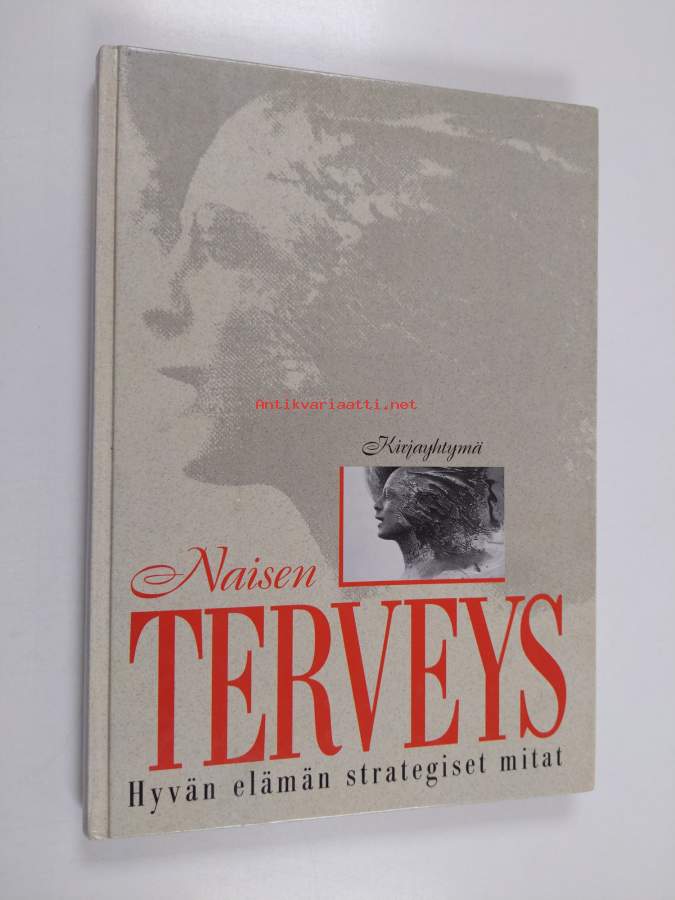 Antikvariaatti.net
Kirjayhtymä
Naisen
TERVEYS
Hyvän elämän strategiset mitat